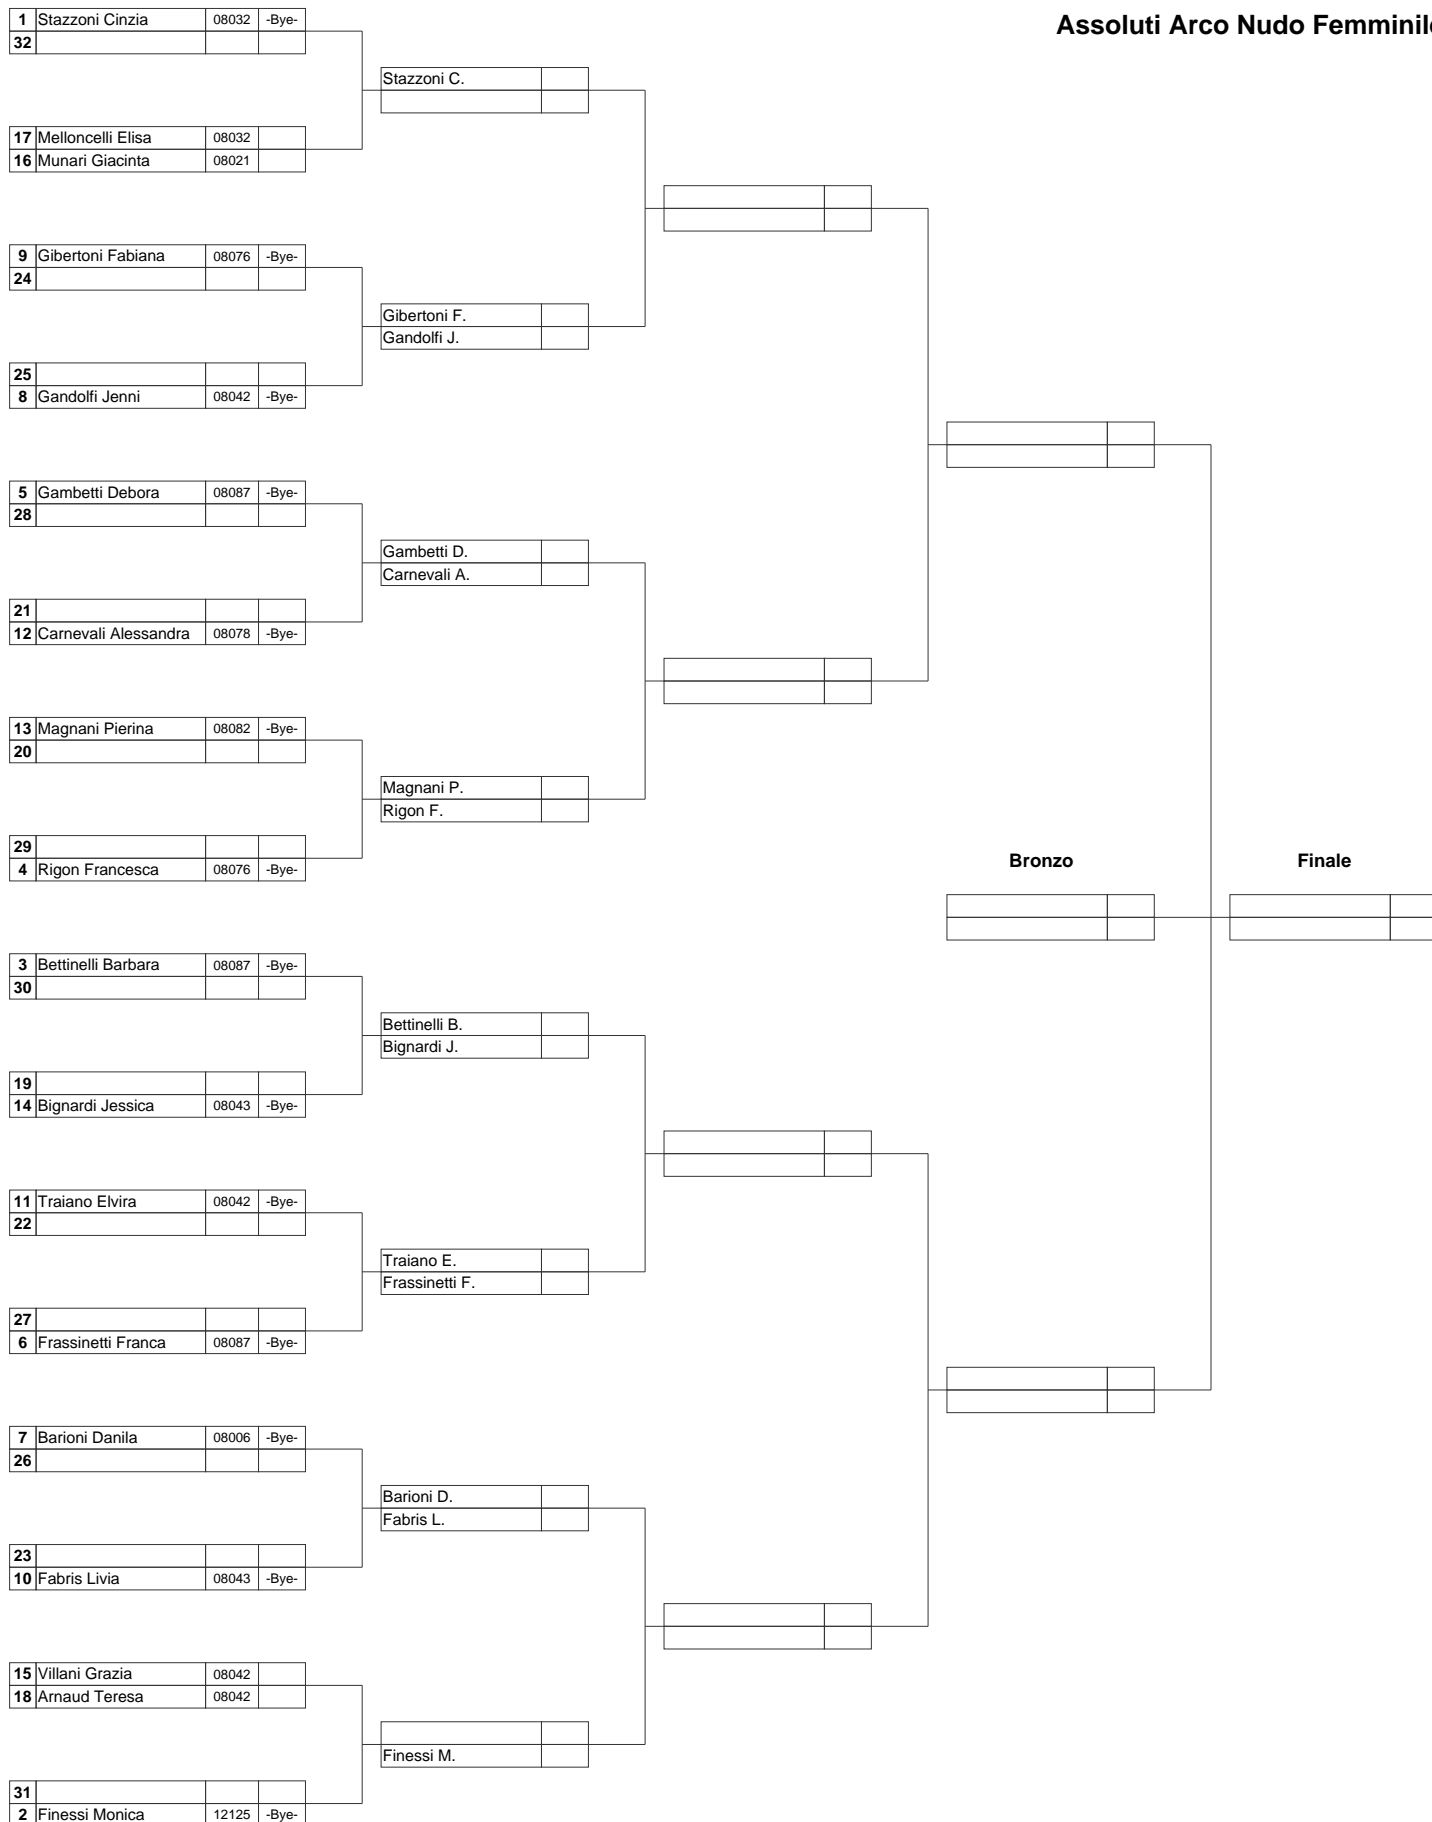 Assoluti Arco Nudo Femminile
1 Stazzoni Cinzia 08032 -Bye-
32
Stazzoni C.
17 Melloncelli Elisa 08032
16 Munari Giacinta 08021
9 Gibertoni Fabiana 08076 -Bye-
24
Gibertoni F.
Gandolfi J.
25
8 Gandolfi Jenni 08042 -Bye-
5 Gambetti Debora 08087 -Bye-
28
Gambetti D.
Carnevali A.
21
12 Carnevali Alessandra 08078 -Bye-
13 Magnani Pierina 08082 -Bye-
20
Magnani P.
Rigon F.
29
4 Rigon Francesca 08076 -Bye-
Bronzo Finale
3 Bettinelli Barbara 08087 -Bye-
30
Bettinelli B.
Bignardi J.
19
14 Bignardi Jessica 08043 -Bye-
11 Traiano Elvira 08042 -Bye-
22
Traiano E.
Frassinetti F.
27
6 Frassinetti Franca 08087 -Bye-
7 Barioni Danila 08006 -Bye-
26
Barioni D.
Fabris L.
23
10 Fabris Livia 08043 -Bye-
15 Villani Grazia 08042
18 Arnaud Teresa 08042
Finessi M.
31
2 Finessi Monica 12125 -Bye-